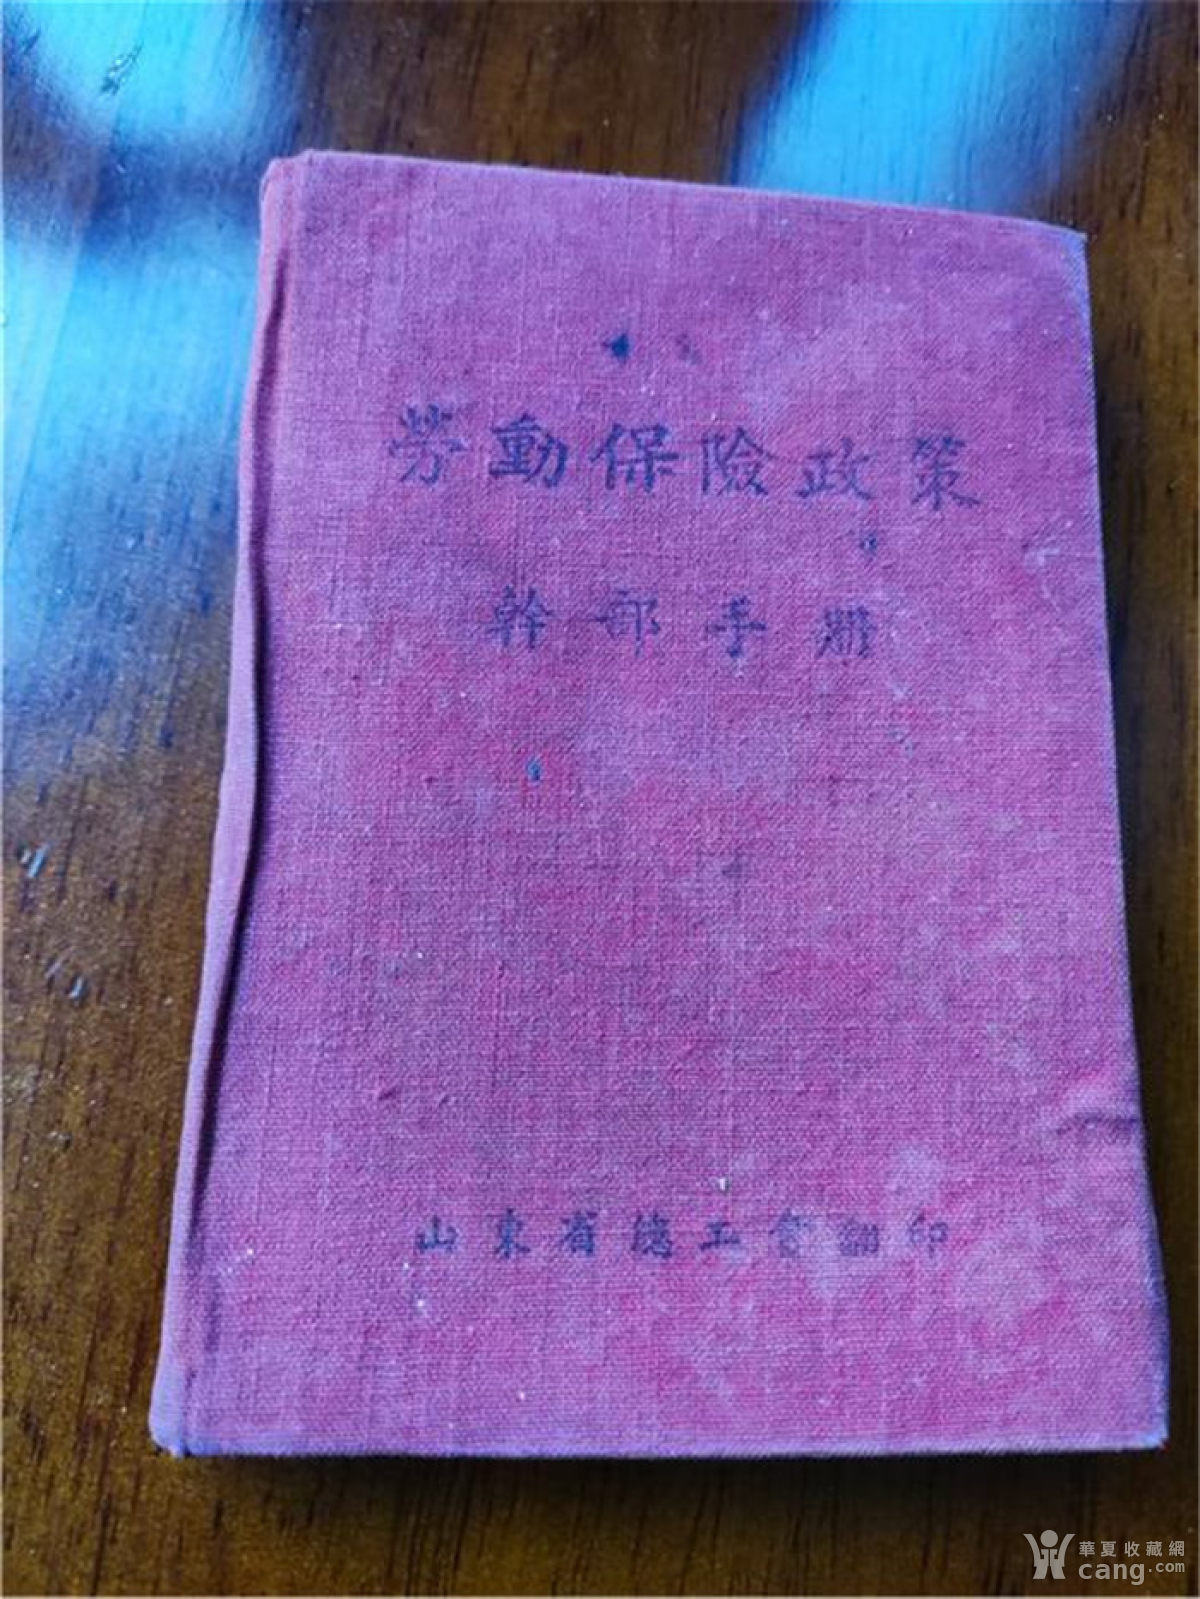 勞動保險政策
幹部手册
山東省總工會翻印
華夏收藏網
cang.com